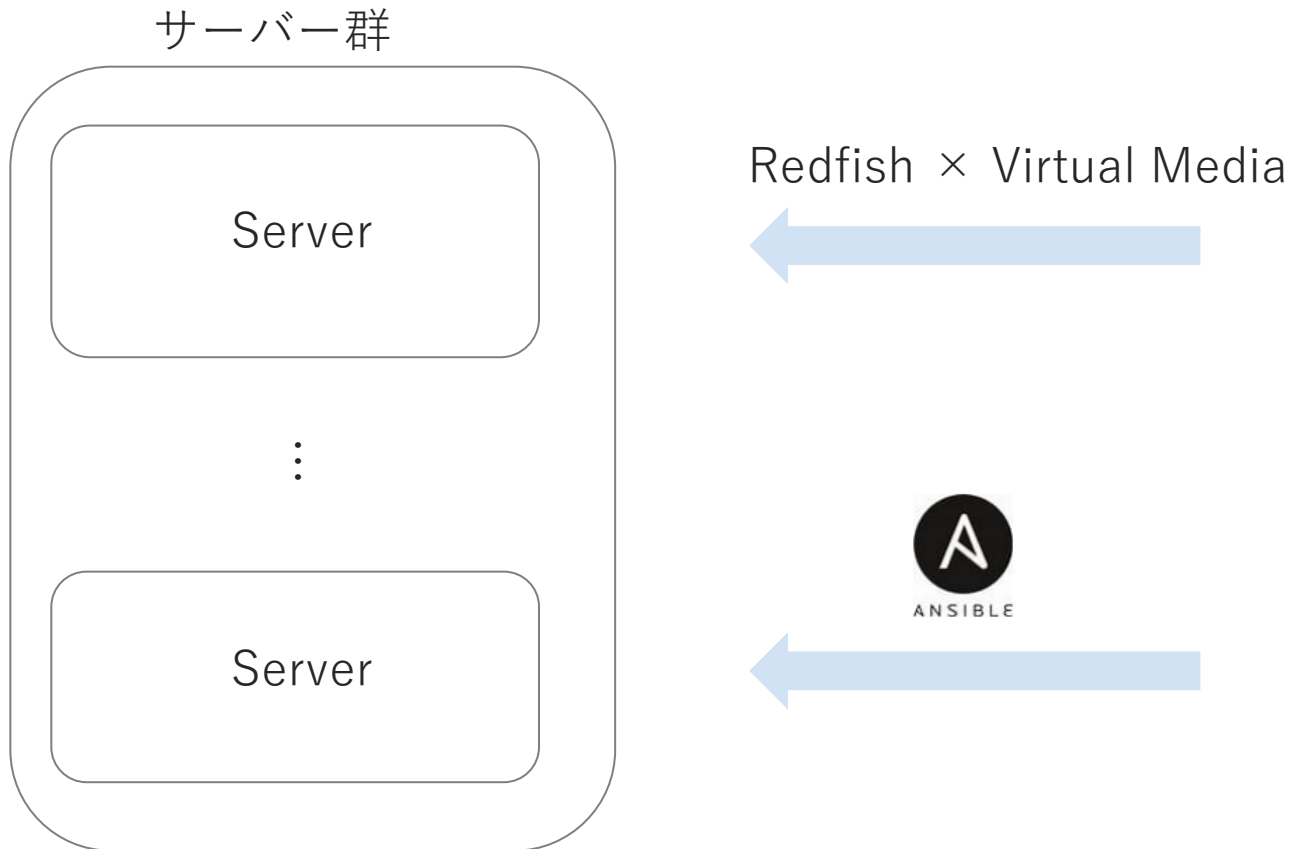 サーバー群
Redfish × Virtual Media
Server
⋮
ANSIBLE
Server